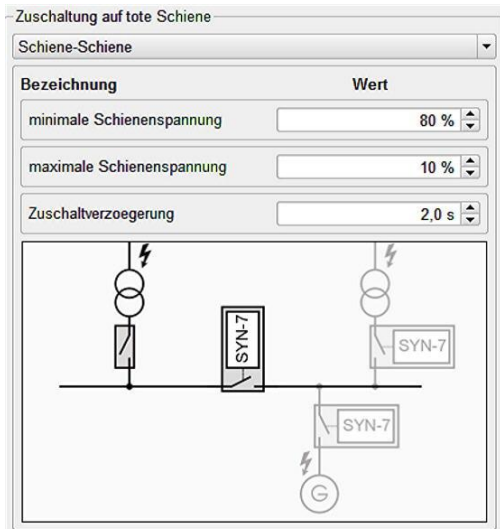 Zuschaltung auf tote Schiene
Schiene-Schiene
Bezeichnung Wert
minimale Schienenspannung 80 %
maximale Schienenspannung 10 %
Zuschaltverzoegerung 2,0 s
SYN-7
SYN-7
SYN-7
G